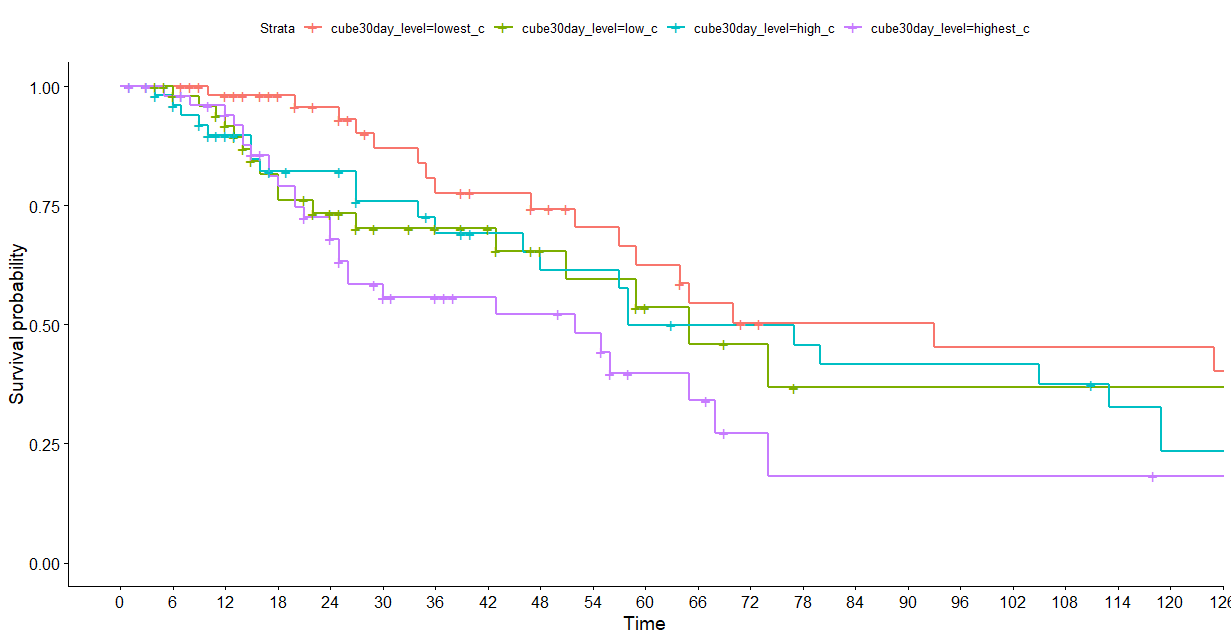 Strata cube30day_level=lowest_c cube30day_level=low_c cube30day_level=high_c cube30day_level=highest_c
1.00
0.75
0.50
0.25
0.00
Survival probability
0 6 12 18 24 30 36 42 48 54 60 66 72 78 84 90 96 102 108 114 120 126
Time